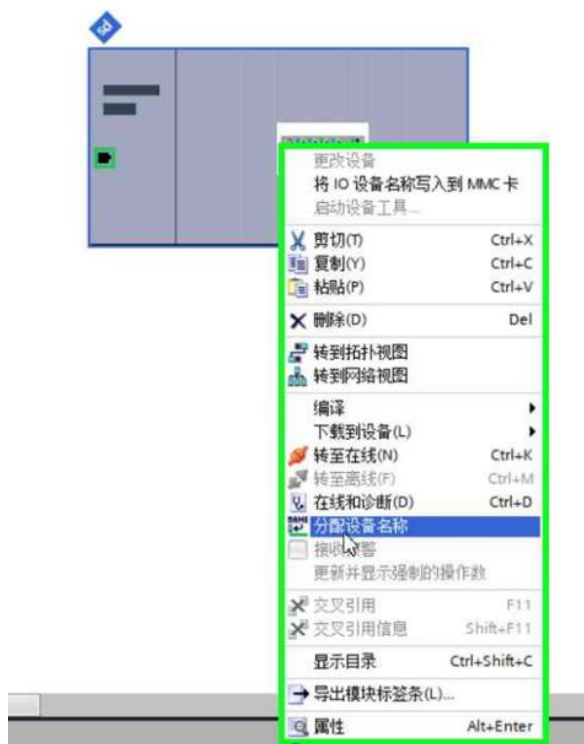 更改设备
将 IO 设备名称写入到 MMC 卡
启动设备工具...
剪切(T) Ctrl+X
复制(Y) Ctrl+C
粘贴(P) Ctrl+V
删除(D) Del
转到拓扑视图
转到网络视图
编译
下载到设备(L)
转至在线(N) Ctrl+K
转至离线(F) Ctrl+M
在线和诊断(D) Ctrl+D
NAME 分配设备名称
接收报警
更新并显示强制的操作数
交叉引用 F11
交叉引用信息 Shift+F11
显示目录 Ctrl+Shift+C
导出模块标签条(L)...
属性 Alt+Enter